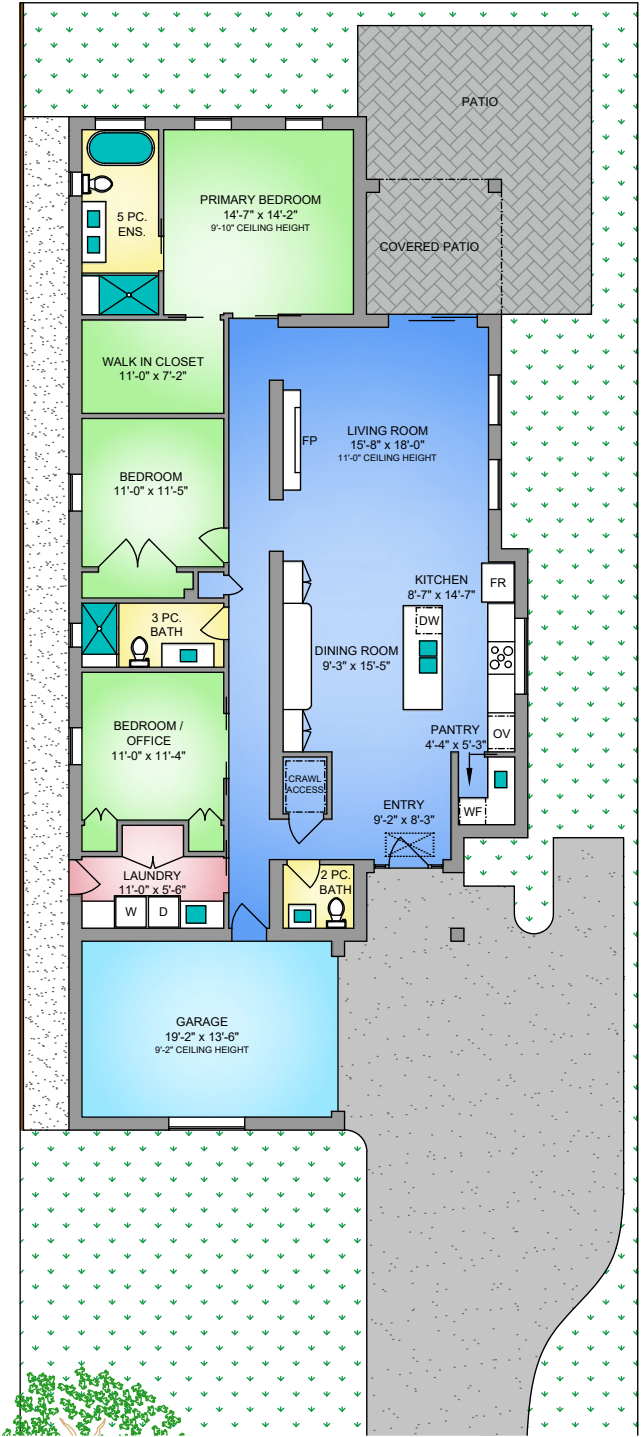 PATIO
COVERED PATIO
PRIMARY BEDROOM
14'-7" x 14'-2"
9'-10" CEILING HEIGHT
5 PC.
ENS.
WALK IN CLOSET
11'-0" x 7'-2"
LIVING ROOM
15'-8" x 18'-0"
11'-0" CEILING HEIGHT
FP
BEDROOM
11'-0" x 11'-5"
KITCHEN
8'-7" x 14'-7"
FR
DW
3 PC.
BATH
DINING ROOM
9'-3" x 15'-5"
BEDROOM /
OFFICE
11'-0" x 11'-4"
PANTRY
4'-4" x 5'-3"
OV
CRAWL
ACCESS
ENTRY
9'-2" x 8'-3"
WF
LAUNDRY
11'-0" x 5'-6"
W
D
2 PC.
BATH
GARAGE
19'-2" x 13'-6"
9'-2" CEILING HEIGHT